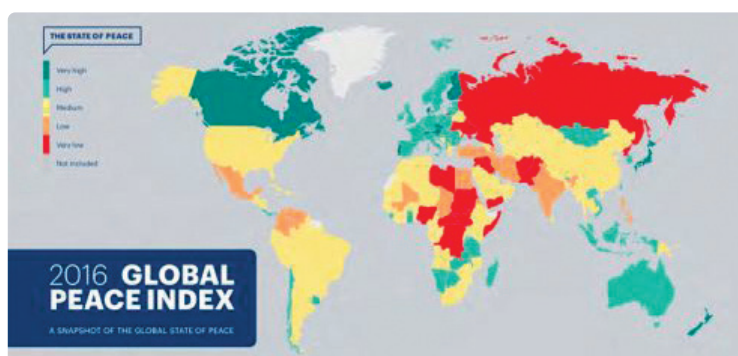 THE STATE OF PEACE
Very high
High
Medium
Low
Very low
Not included
2016 GLOBAL
PEACE INDEX
A SNAPSHOT OF THE GLOBAL STATE OF PEACE